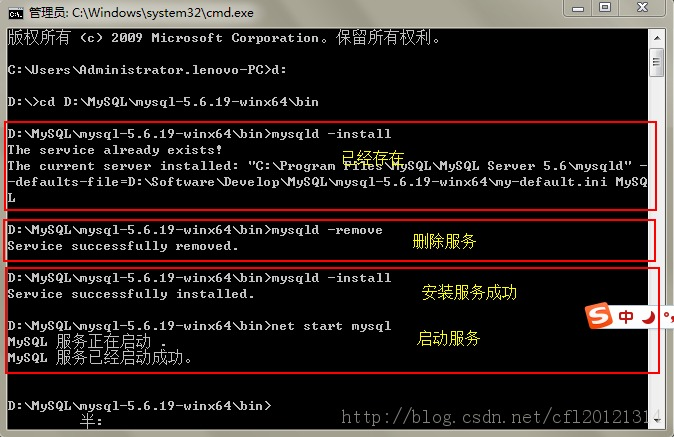 管理员: C:\Windows\system32\cmd.exe
版权所有 (c) 2009 Microsoft Corporation。保留所有权利。
C:\Users\Administrator.lenovo-PC>d:
D:\>cd D:\MySQL\mysql-5.6.19-winx64\bin
D:\MySQL\mysql-5.6.19-winx64\bin>mysqld -install
The service already exists!
The current server installed: "C:\Program Files\MySQL\MySQL Server 5.6\mysqld" -
-defaults-file=D:\Software\Develop\MySQL\mysql-5.6.19-winx64\my-default.ini MySQ
L
已经存在
D:\MySQL\mysql-5.6.19-winx64\bin>mysqld -remove
Service successfully removed.
删除服务
D:\MySQL\mysql-5.6.19-winx64\bin>mysqld -install
Service successfully installed.
安装服务成功
D:\MySQL\mysql-5.6.19-winx64\bin>net start mysql
MySQL 服务正在启动 .
MySQL 服务已经启动成功。
启动服务
S 中
D:\MySQL\mysql-5.6.19-winx64\bin>
半:
http://blog.csdn.net/cfl20121314